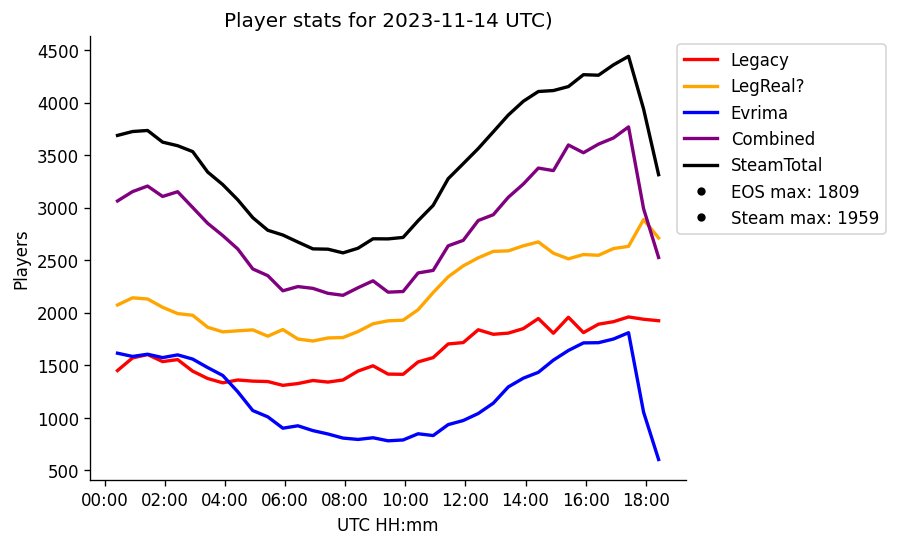 Player stats for 2023-11-14 UTC)
4500
4000
3500
3000
2500
2000
1500
1000
500
Players
00:00 02:00 04:00 06:00 08:00 10:00 12:00 14:00 16:00 18:00
UTC HH:mm
Legacy
LegReal?
Evrima
Combined
SteamTotal
EOS max: 1809
Steam max: 1959